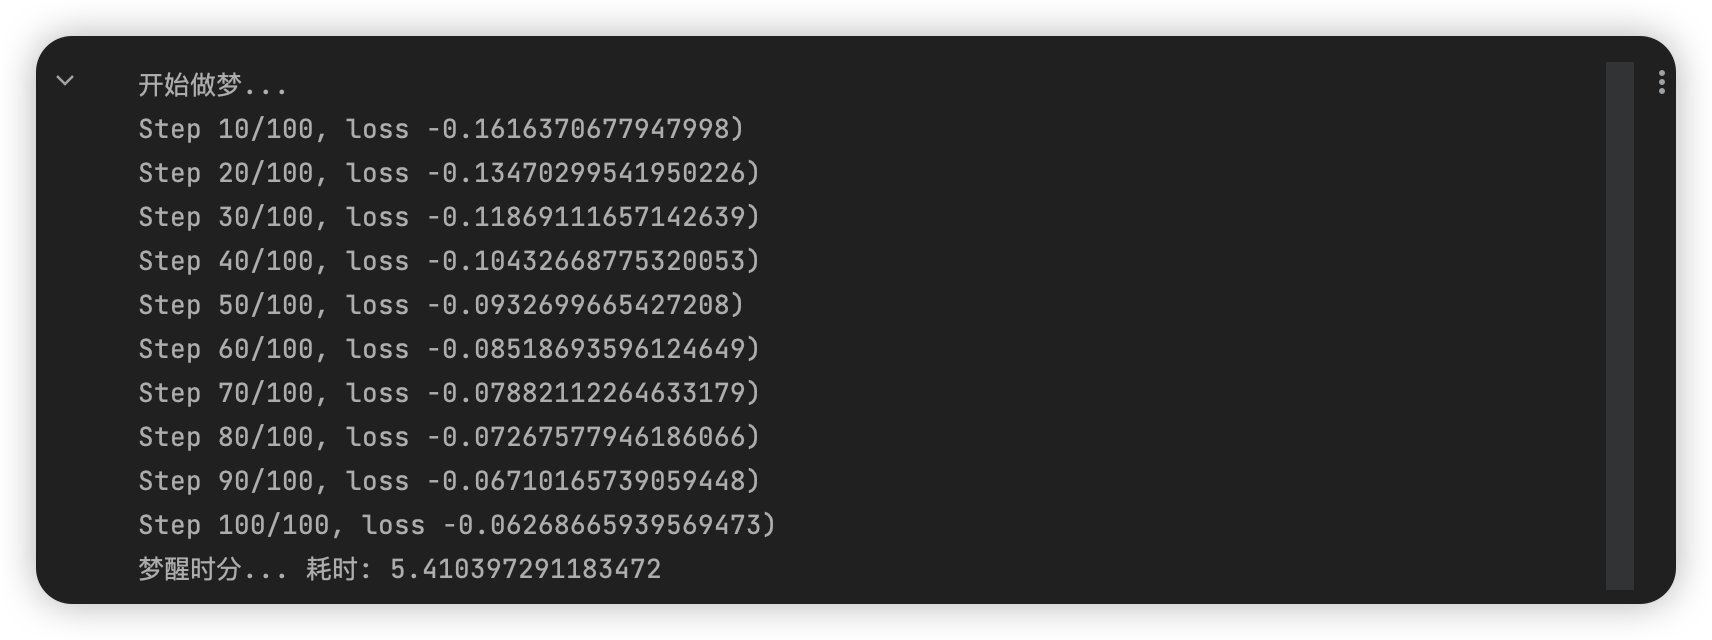 开始做梦...
Step 10/100, loss -0.1616370677947998)
Step 20/100, loss -0.13470299541950226)
Step 30/100, loss -0.11869111657142639)
Step 40/100, loss -0.10432668775320053)
Step 50/100, loss -0.0932699665427208)
Step 60/100, loss -0.08518693596124649)
Step 70/100, loss -0.07882112264633179)
Step 80/100, loss -0.07267577946186066)
Step 90/100, loss -0.06710165739059448)
Step 100/100, loss -0.06268665939569473)
梦醒时分... 耗时: 5.410397291183472